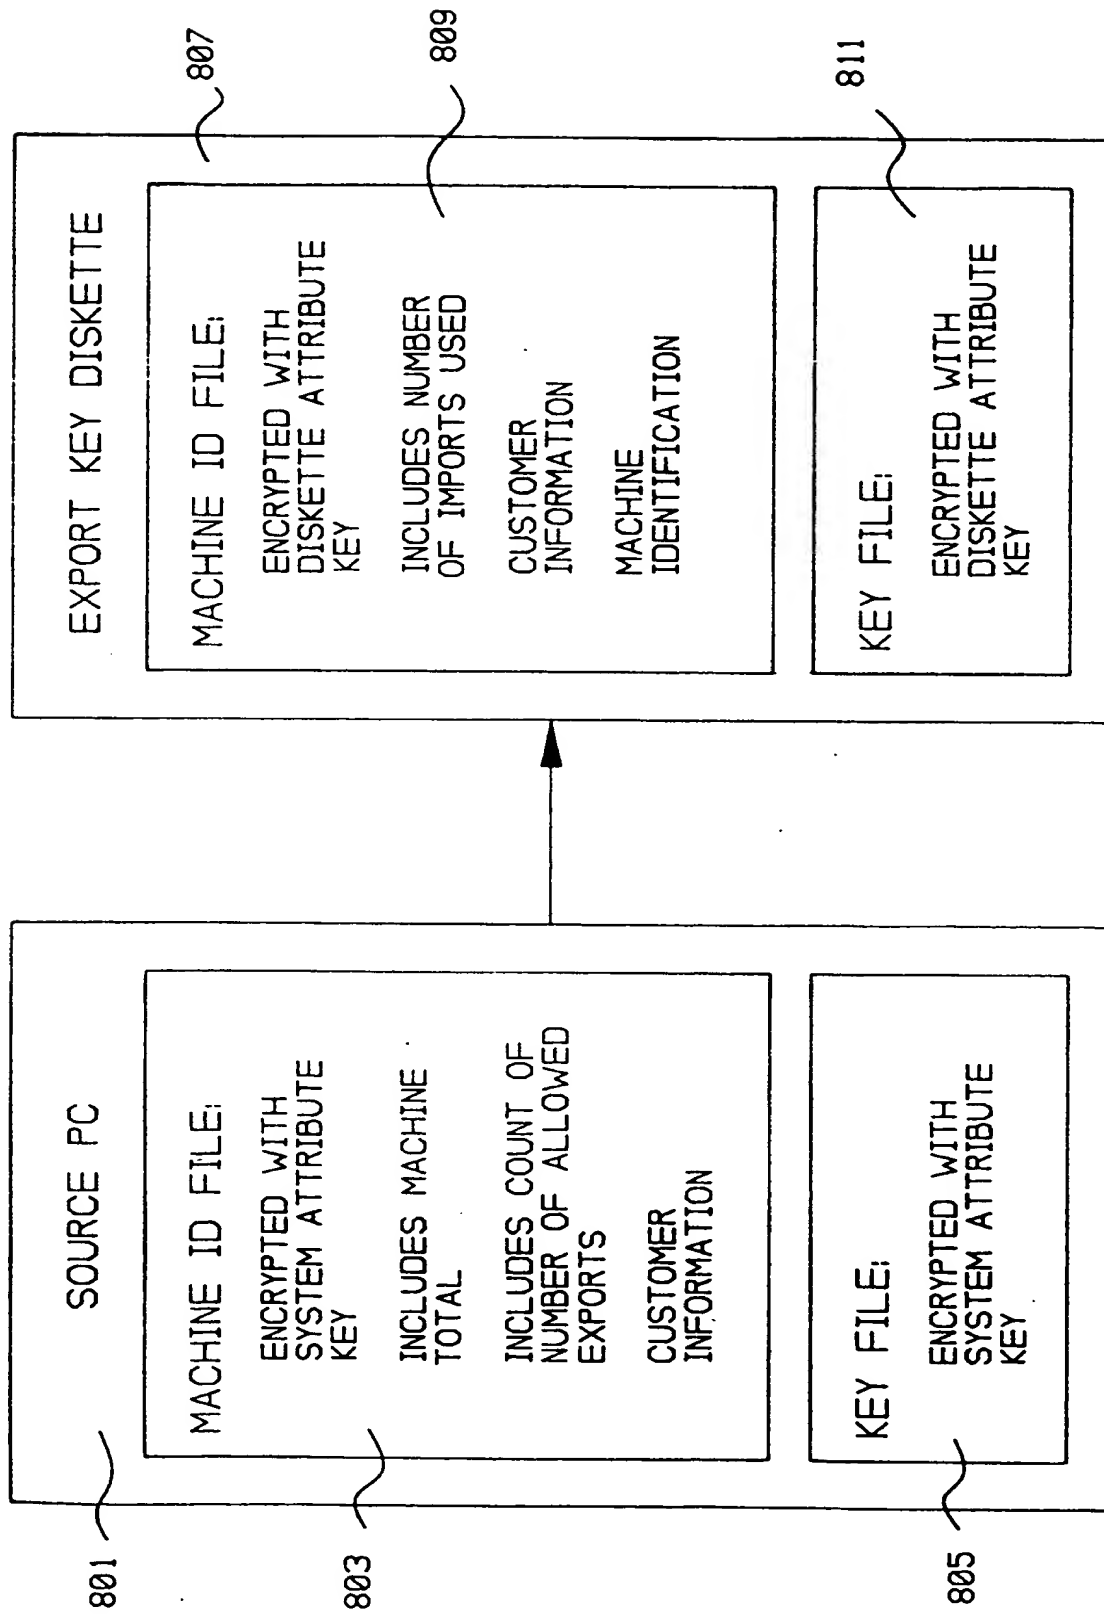 SOURCE PC
MACHINE ID FILE:
ENCRYPTED WITH
SYSTEM ATTRIBUTE
KEY
INCLUDES MACHINE
TOTAL
INCLUDES COUNT OF
NUMBER OF ALLOWED
EXPORTS
CUSTOMER
INFORMATION
KEY FILE:
ENCRYPTED WITH
SYSTEM ATTRIBUTE
KEY
801
803
805
EXPORT KEY DISKETTE
MACHINE ID FILE:
ENCRYPTED WITH
DISKETTE ATTRIBUTE
KEY
INCLUDES NUMBER
OF IMPORTS USED
CUSTOMER
INFORMATION
MACHINE
IDENTIFICATION
KEY FILE:
ENCRYPTED WITH
DISKETTE ATTRIBUTE
KEY
807
809
811